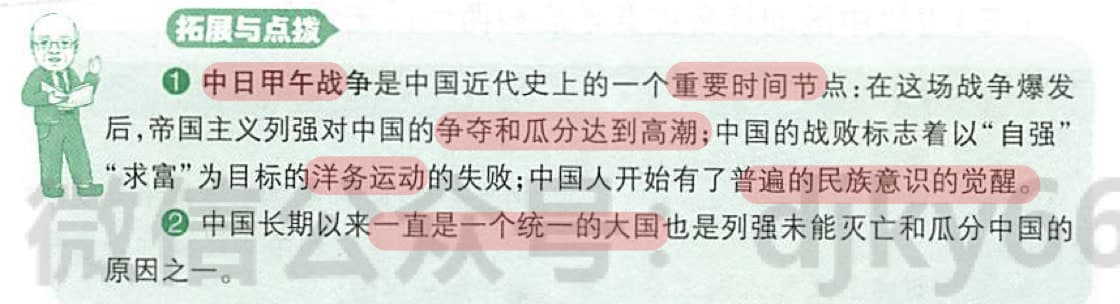 拓展与点拨
❶ 中日甲午战争是中国近代史上的一个重要时间节点:在这场战争爆发
后,帝国主义列强对中国的争夺和瓜分达到高潮;中国的战败标志着以“自强”
“求富”为目标的洋务运动的失败;中国人开始有了普遍的民族意识的觉醒。
❷ 中国长期以来一直是一个统一的大国也是列强未能灭亡和瓜分中国的
原因之一。
微信公众号: djky66